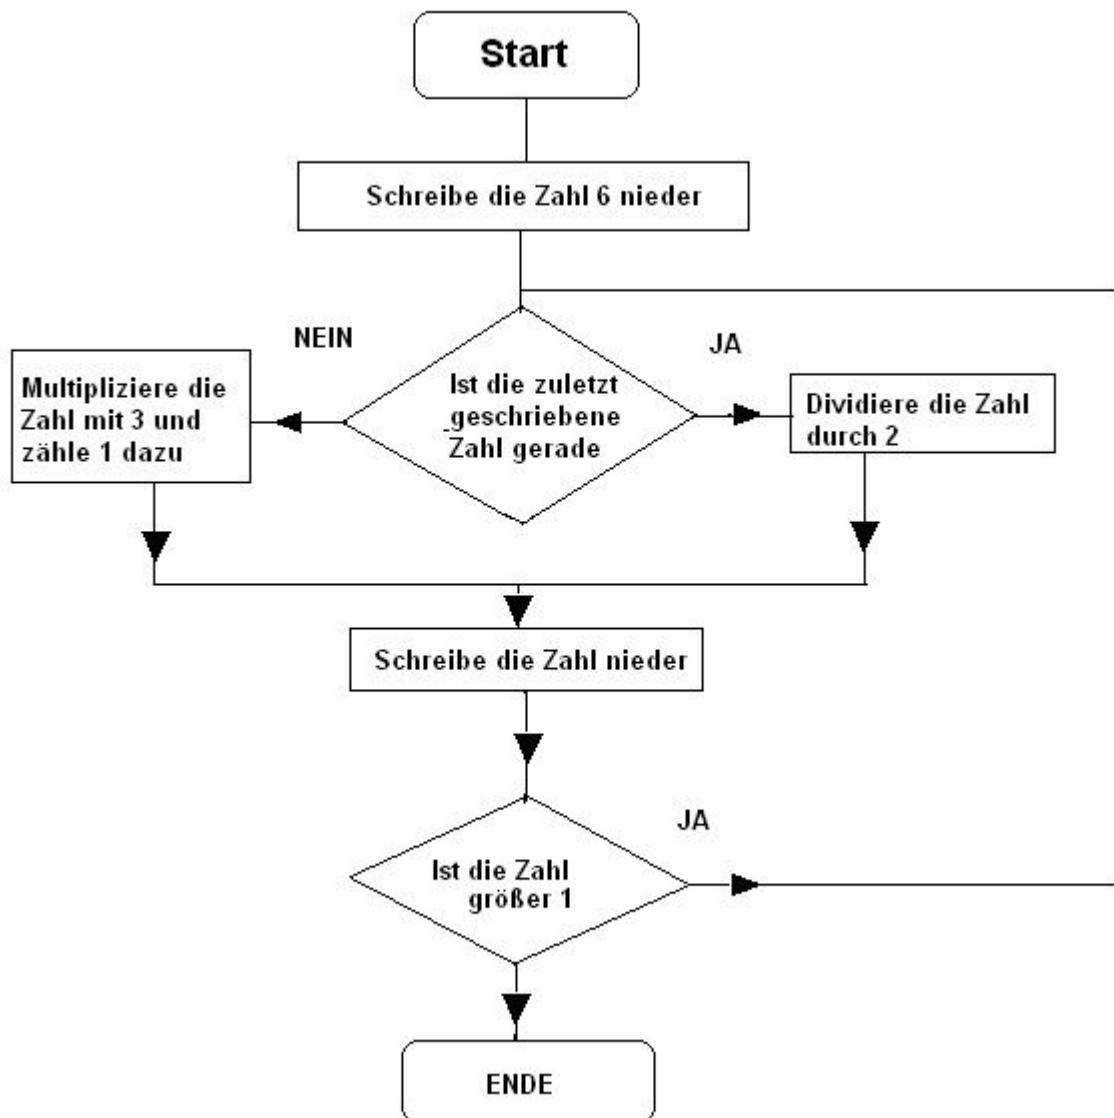 Start
Schreibe die Zahl 6 nieder
NEIN
JA
Multipliziere die
Zahl mit 3 und
zähle 1 dazu
Ist die zuletzt
geschriebene
Zahl gerade
Dividiere die Zahl
durch 2
Schreibe die Zahl nieder
JA
Ist die Zahl
größer 1
ENDE